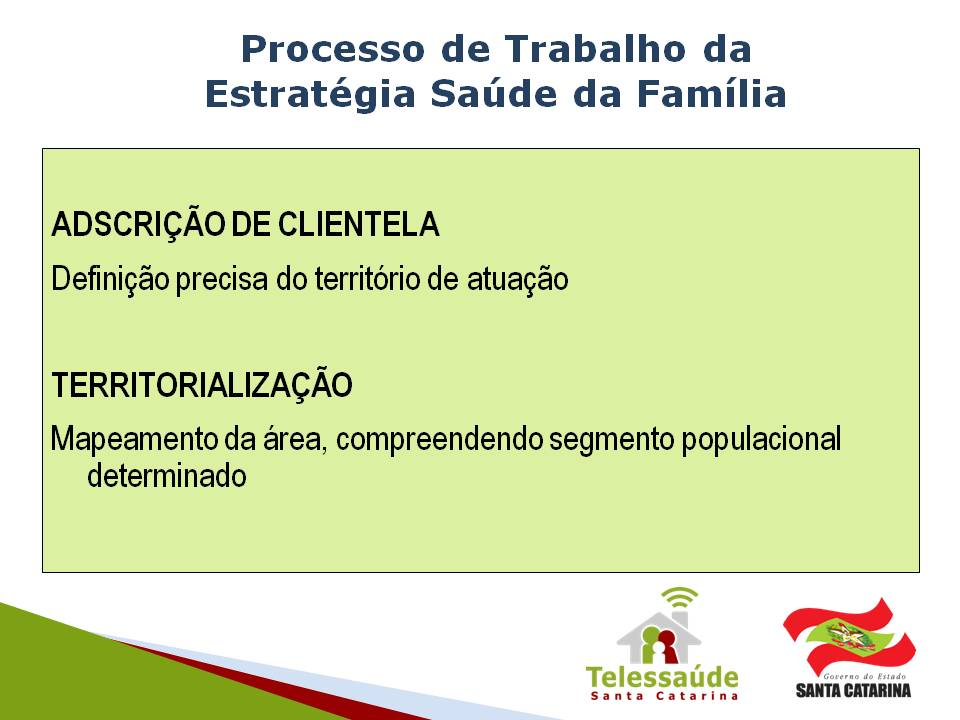 Processo de Trabalho da
Estratégia Saúde da Família
ADSCRIÇÃO DE CLIENTELA
Definição precisa do território de atuação
TERRITORIALIZAÇÃO
Mapeamento da área, compreendendo segmento populacional
determinado
Telessaúde
Santa Catarina
Governo do Estado
SANTA CATARINA